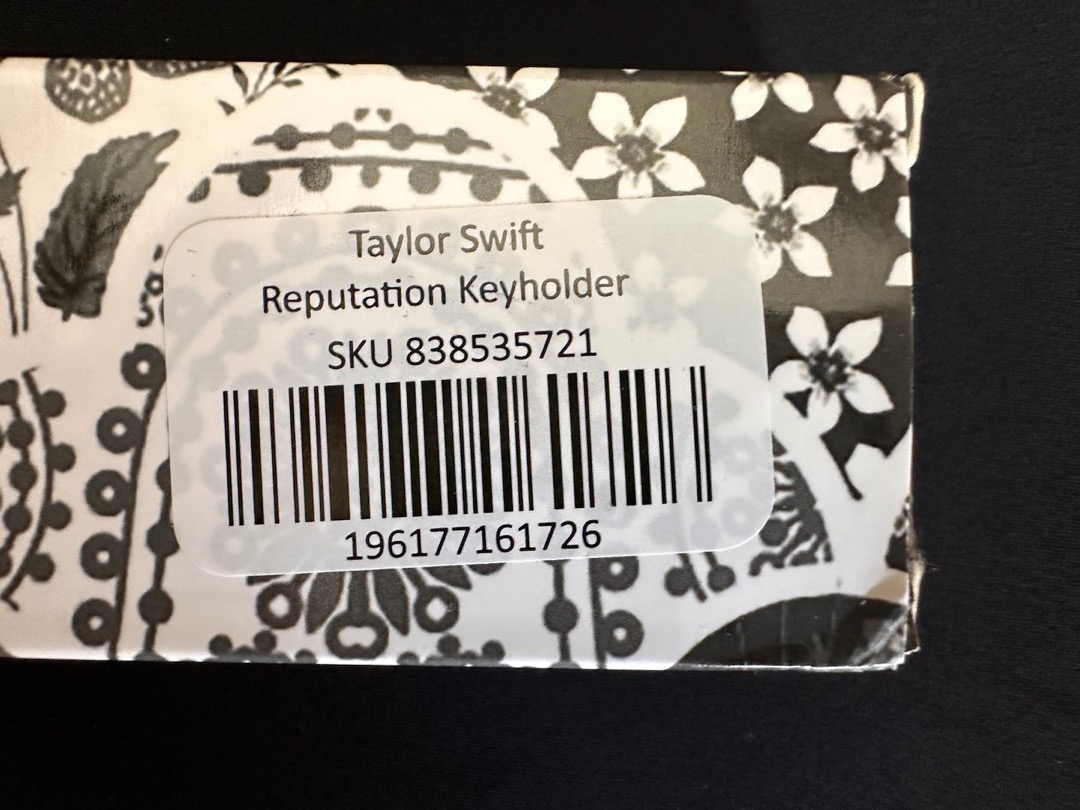 Taylor Swift
Reputation Keyholder
SKU 838535721
196177161726